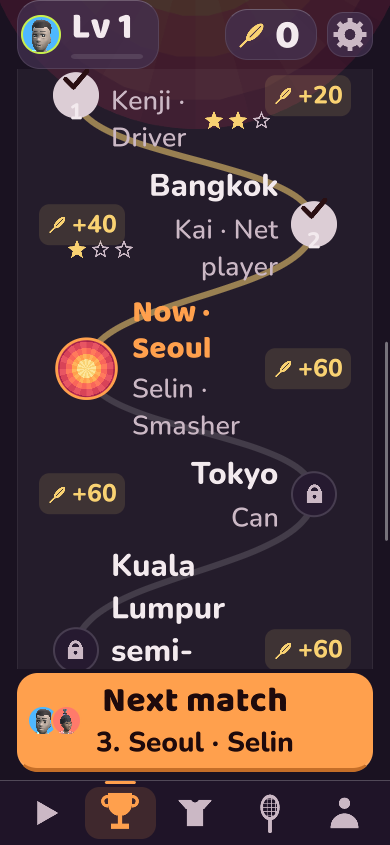 Lv 1
0
1
Kenji ·
Driver
+20
Bangkok
+40
Kai · Net
player
2
Now ·
Seoul
Selin ·
Smasher
+60
Tokyo
Can
+60
Kuala
Lumpur
semi-
+60
Next match
3. Seoul · Selin